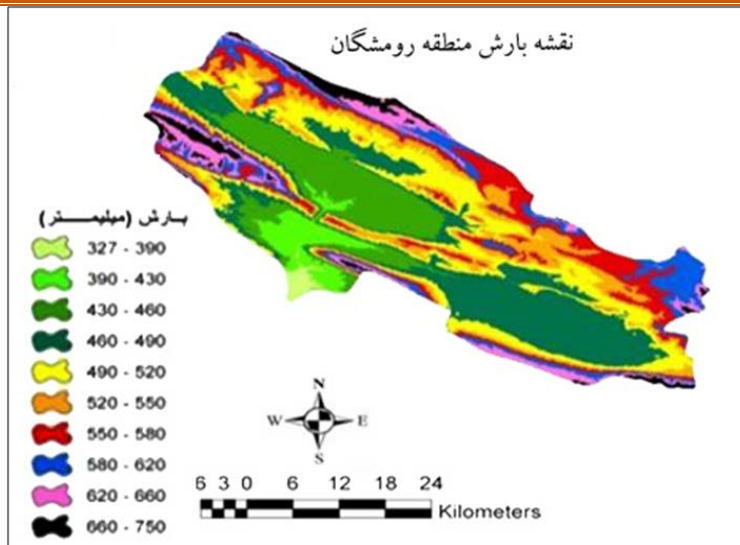 نقشه بارش منطقه رومشگان
بارش (میلیمتر)
327 - 390
390 - 430
430 - 460
460 - 490
490 - 520
520 - 550
550 - 580
580 - 620
620 - 660
660 - 750
N
W E
S
6 3 0 6 12 18 24
Kilometers